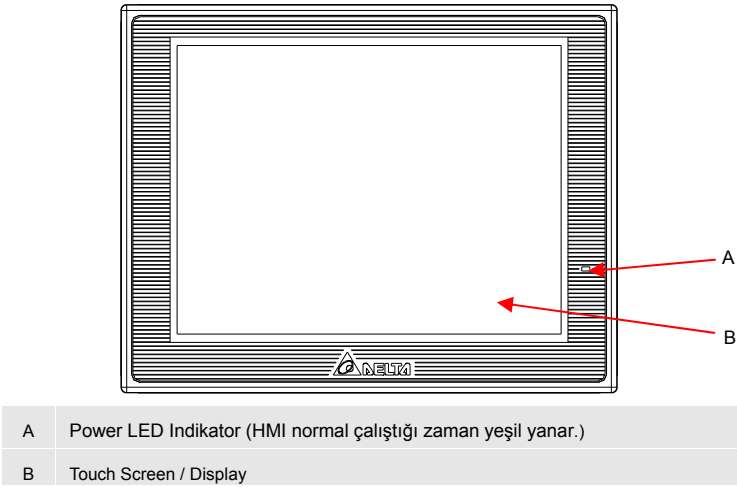 A
B
DELTA
A Power LED Indikator (HMI normal çalıştığı zaman yeşil yanar.)
B Touch Screen / Display